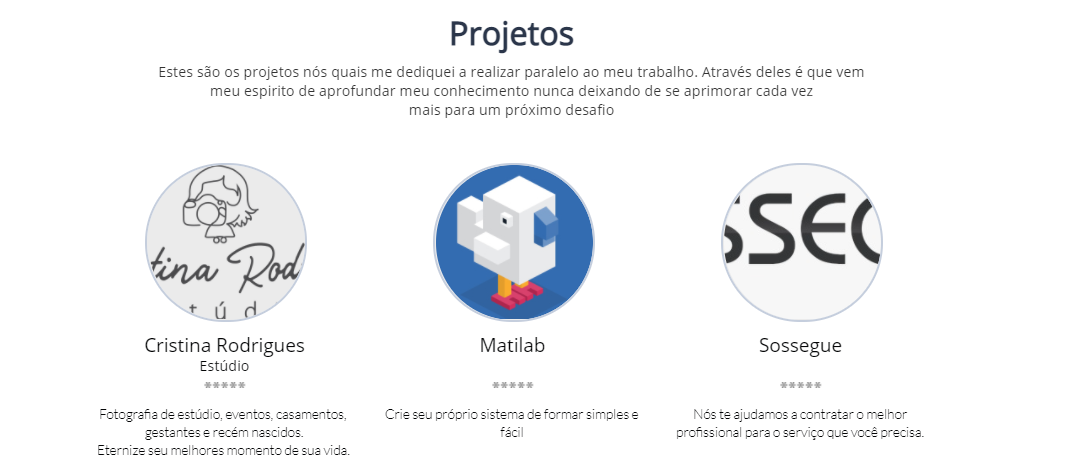 Projetos
Estes são os projetos nós quais me dediquei a realizar paralelo ao meu trabalho. Através deles é que vem
meu espirito de aprofundar meu conhecimento nunca deixando de se aprimorar cada vez
mais para um próximo desafio
tina Rod
t ú d
SSEG
Cristina Rodrigues
Estúdio
*****
Fotografia de estúdio, eventos, casamentos,
gestantes e recém nascidos.
Eternize seu melhores momento de sua vida.
Matilab
*****
Crie seu próprio sistema de formar simples e
fácil
Sossegue
*****
Nós te ajudamos a contratar o melhor
profissional para o serviço que você precisa.